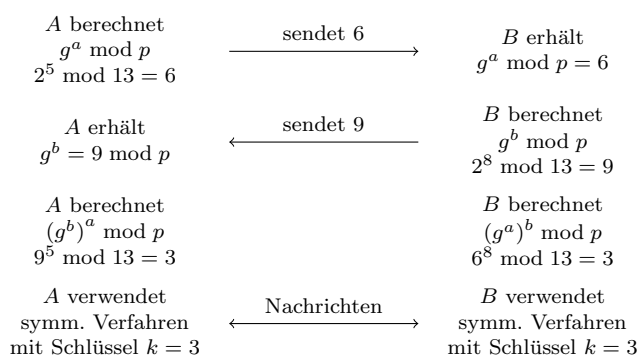 A berechnet
g^a mod p
2^5 mod 13 = 6
sendet 6
B erhält
g^a mod p = 6
A erhält
g^b = 9 mod p
sendet 9
B berechnet
g^b mod p
2^8 mod 13 = 9
A berechnet
(g^b)^a mod p
9^5 mod 13 = 3
B berechnet
(g^a)^b mod p
6^8 mod 13 = 3
A verwendet
symm. Verfahren
mit Schlüssel k = 3
Nachrichten
B verwendet
symm. Verfahren
mit Schlüssel k = 3